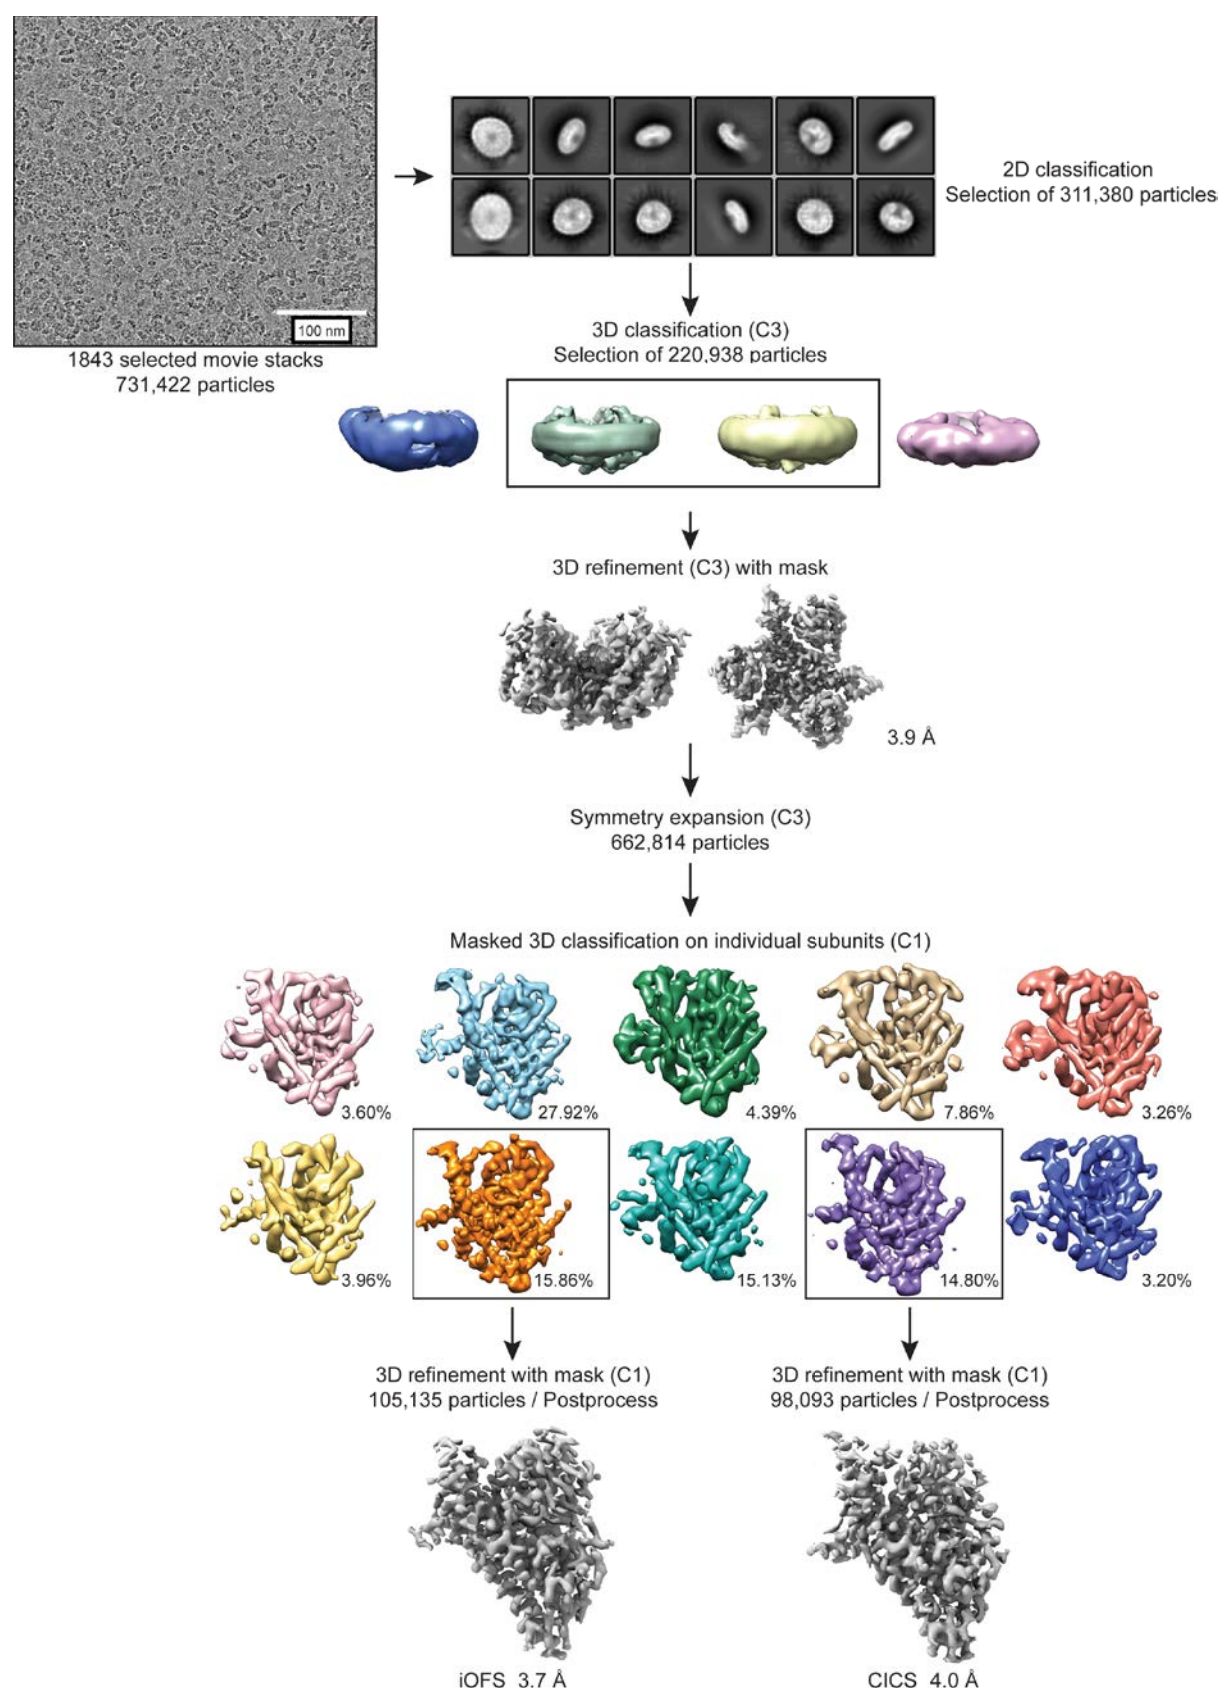 100 nm
1843 selected movie stacks
731,422 particles
2D classification
Selection of 311,380 particles
3D classification (C3)
Selection of 220,938 particles
3D refinement (C3) with mask
3.9 Å
Symmetry expansion (C3)
662,814 particles
Masked 3D classification on individual subunits (C1)
3.60%
27.92%
4.39%
7.86%
3.26%
3.96%
15.86%
15.13%
14.80%
3.20%
3D refinement with mask (C1)
105,135 particles / Postprocess
3D refinement with mask (C1)
98,093 particles / Postprocess
iOFS 3.7 Å
CICS 4.0 Å